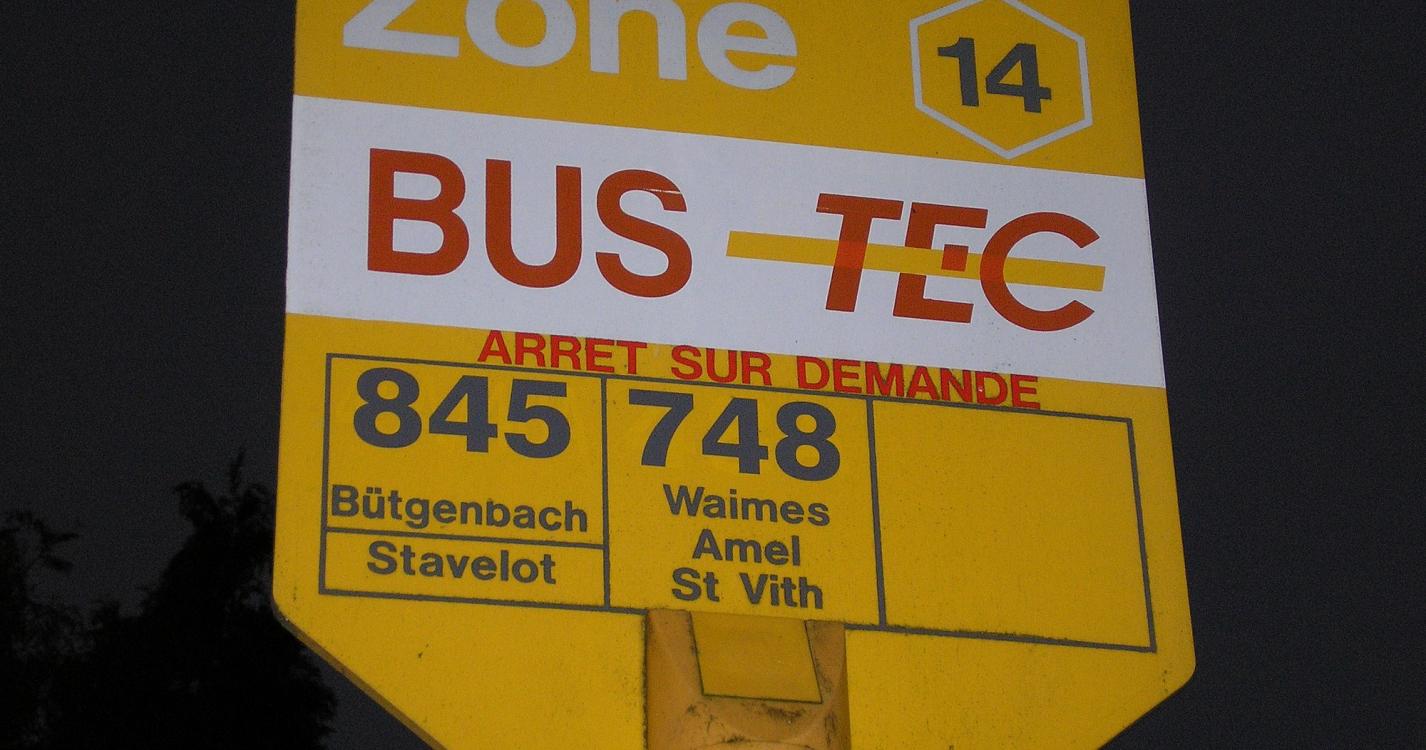 Zone 14
BUS TEC
ARRET SUR DEMANDE
845
Bütgenbach
Stavelot
748
Waimes
Amel
St Vith